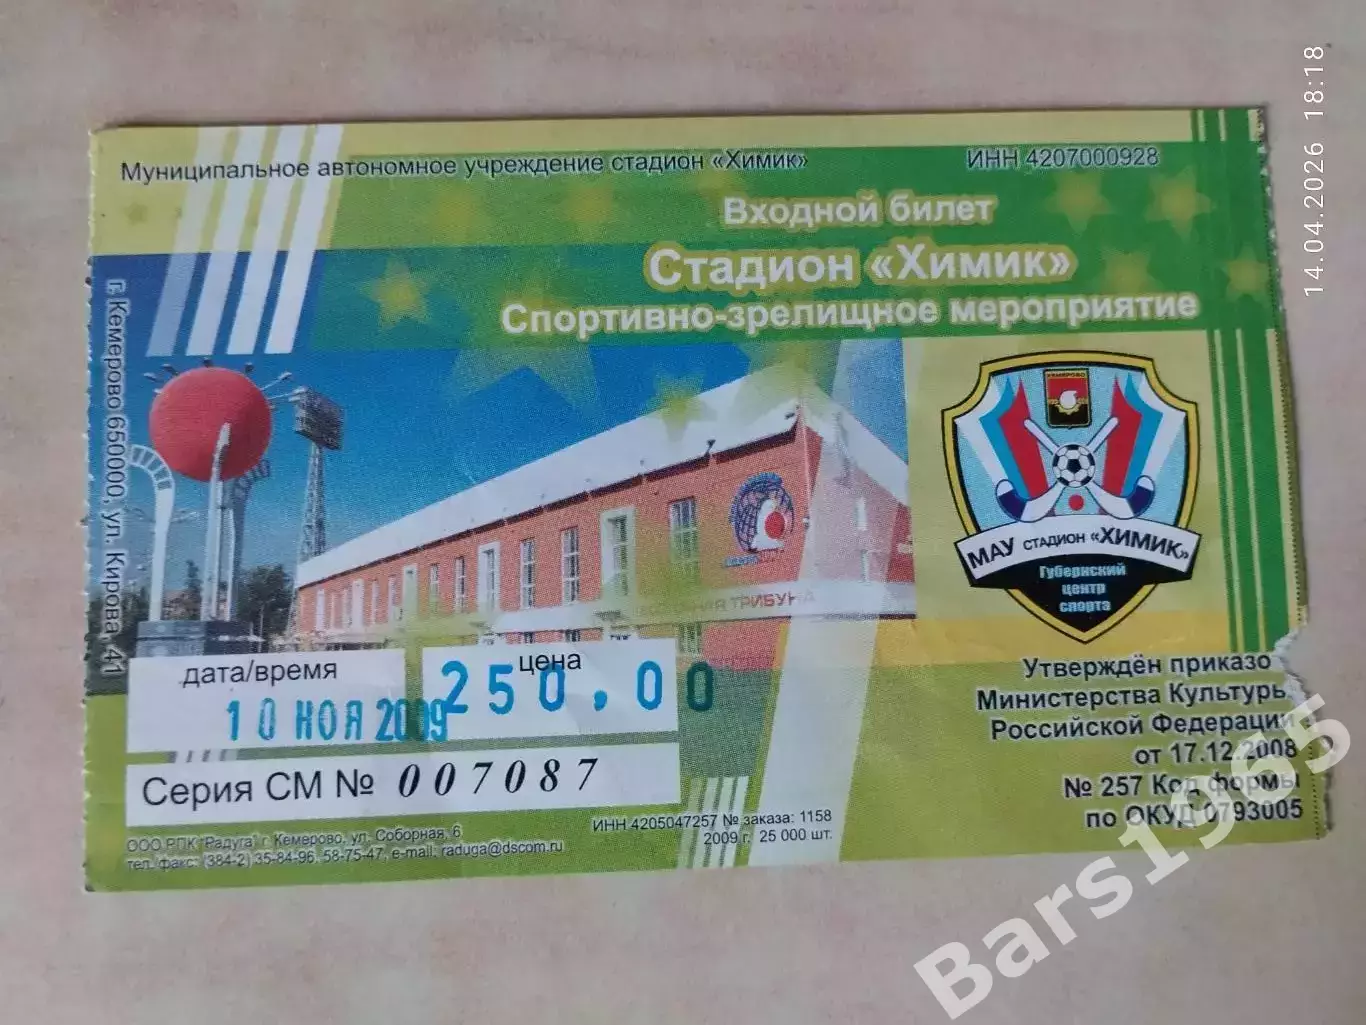 Муниципальное автономное учреждение стадион «Химик»
ИНН 4207000928
Входной билет
Стадион «Химик»
Спортивно-зрелищное мероприятие
г. Кемерово 650000, ул. Кирова, 41
КЕМЕРОВО
МАУ СТАДИОН «ХИМИК»
Губернский
центр
спорта
ТРИБУНА
дата/время
10 НОЯ 2009
цена
250.00
Серия СМ № 007087
Утверждён приказо
Министерства Культуры
Российской Федерации
от 17.12.2008
№ 257 Код формы
по ОКУД 0793005
ООО РПК "Радуга" г. Кемерово, ул. Соборная, 6
тел. факс: (384-2) 35-84-96, 58-75-47, e-mail: raduga@dscom.ru
ИНН 4205047257 № заказа: 1158
2009 г. 25 000 шт.
14.04.2026 18:18
Bars1965